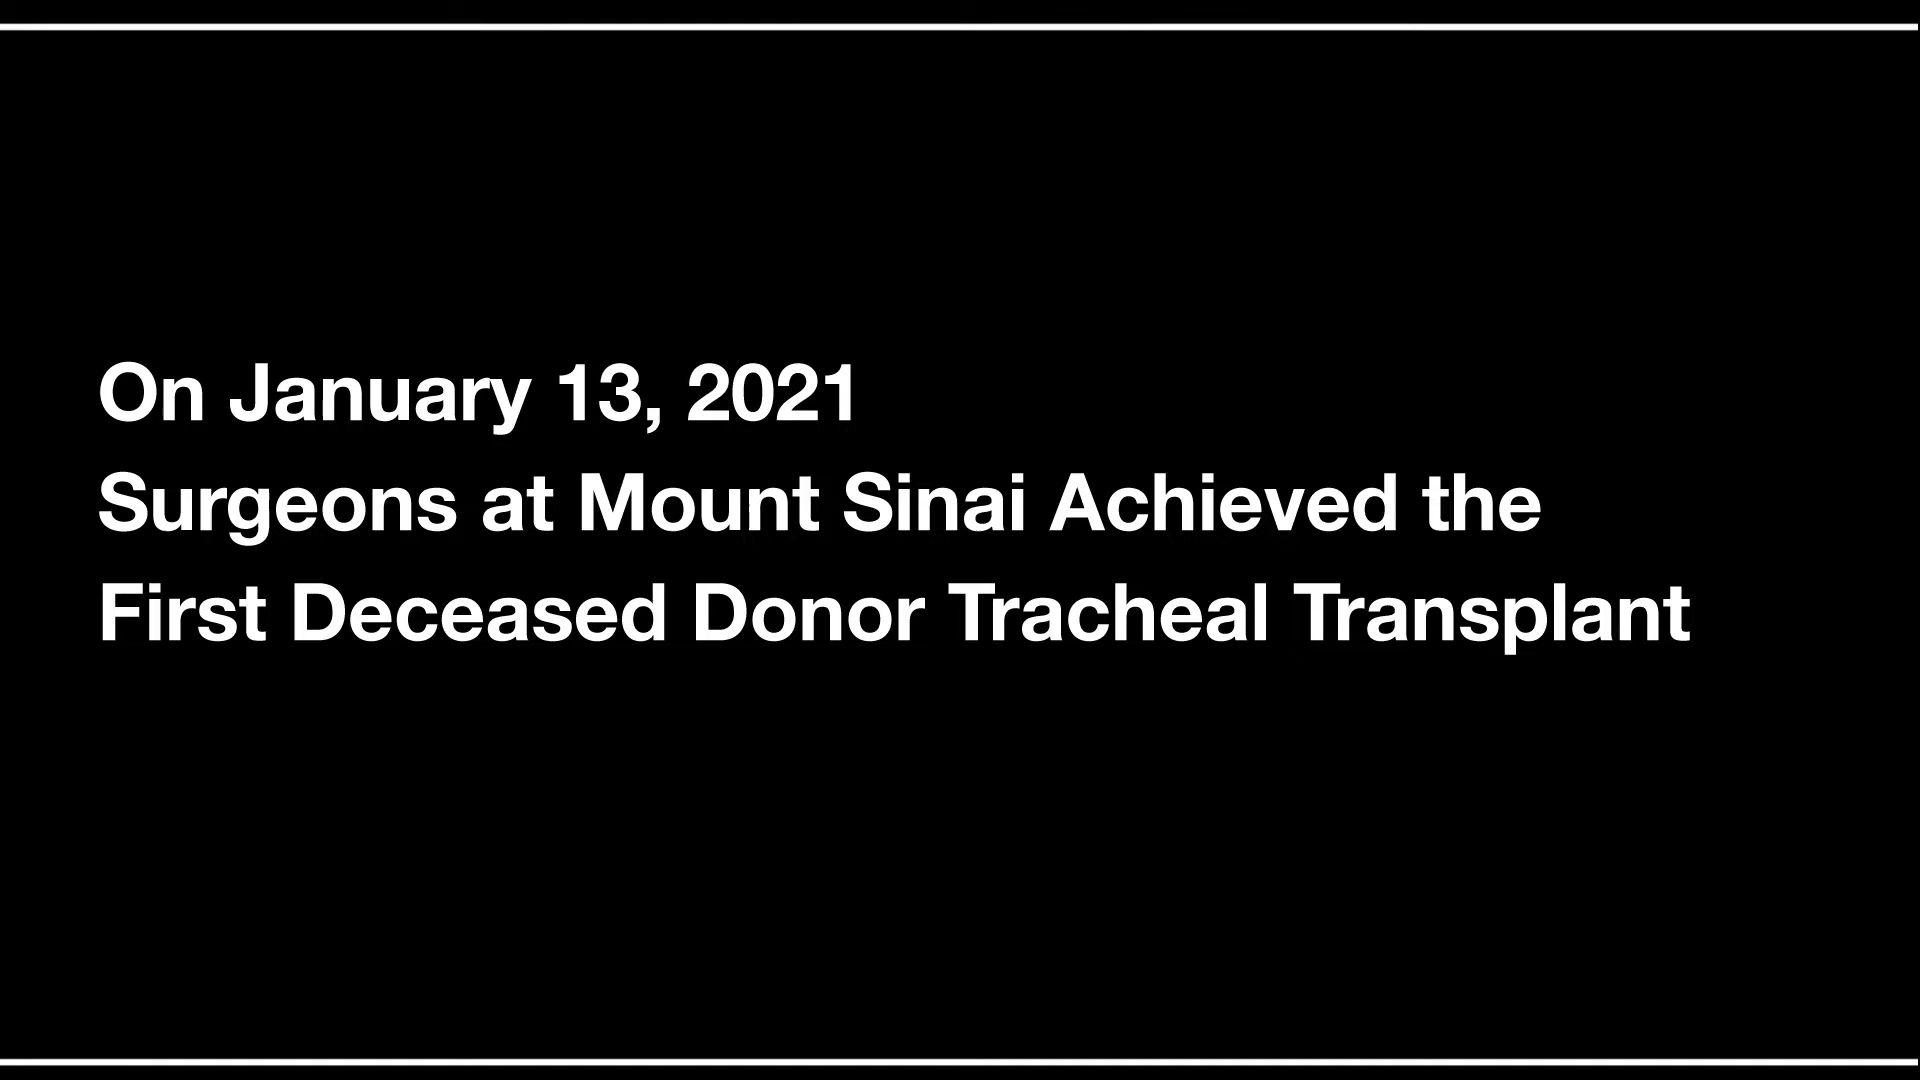 On January 13, 2021
Surgeons at Mount Sinai Achieved the
First Deceased Donor Tracheal Transplant